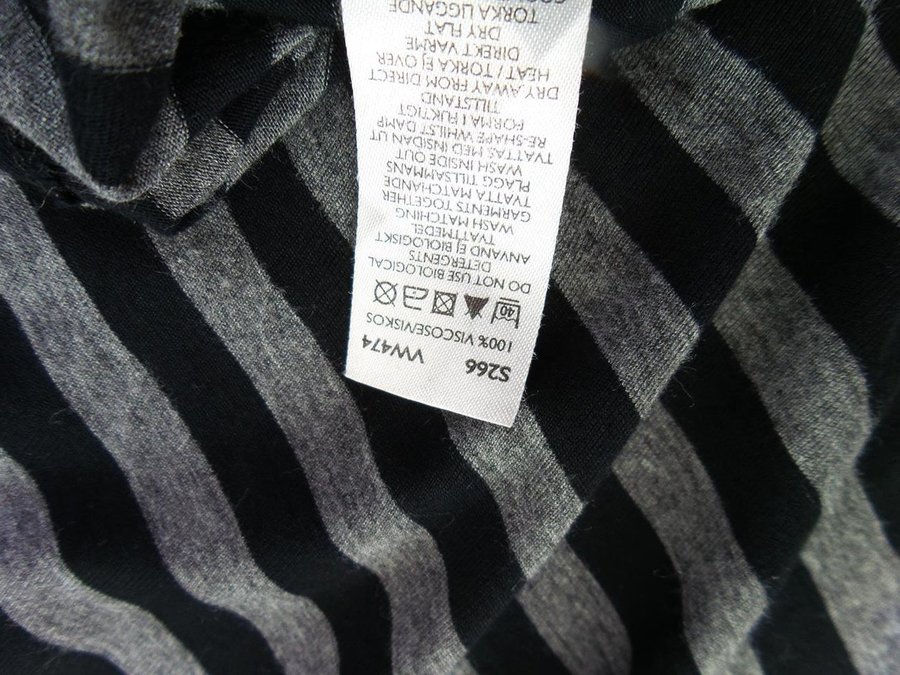 S266 VW474
100% VISCOSE/VISKOS
40
DO NOT USE BIOLOGICAL
DETERGENTS
ANVAND EJ BIOLOGISKT
TVATTMEDEL
WASH MATCHING
GARMENTS TOGETHER
TVATTA MATCHANDE
PLAGG TILLSAMMANS
WASH INSIDE OUT
TVATTAS MED INSIDAN UT
RE-SHAPE WHILST DAMP
FORMA I FUKTIGT
TILLSTAND
DRY AWAY FROM DIRECT
HEAT / TORKA EJ OVER
DIREKT VARME
DRY FLAT
TORKA LIGGANDE